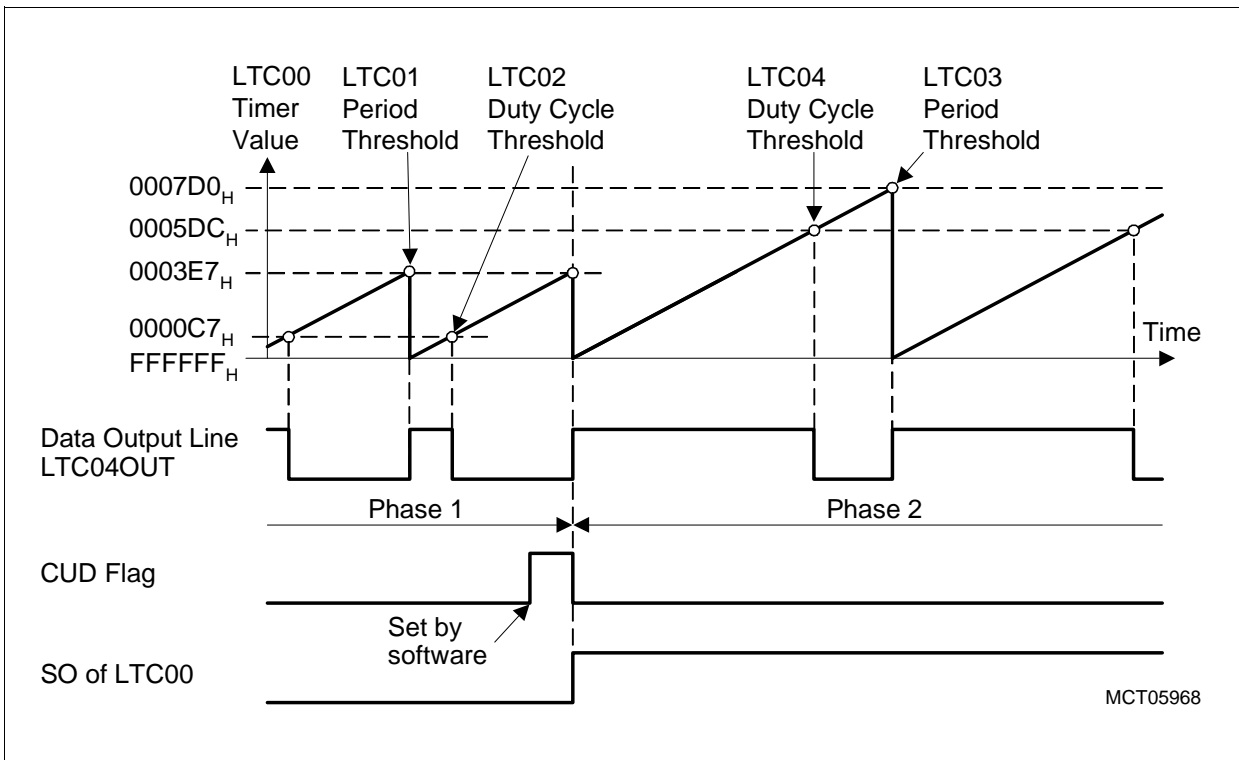 LTC00
Timer
Value
LTC01
Period
Threshold
LTC02
Duty Cycle
Threshold
LTC04
Duty Cycle
Threshold
LTC03
Period
Threshold
0007D0H
0005DCH
0003E7H
0000C7H
FFFFFFH
Time
Data Output Line
LTC04OUT
Phase 1
Phase 2
CUD Flag
Set by
software
SO of LTC00
MCT05968